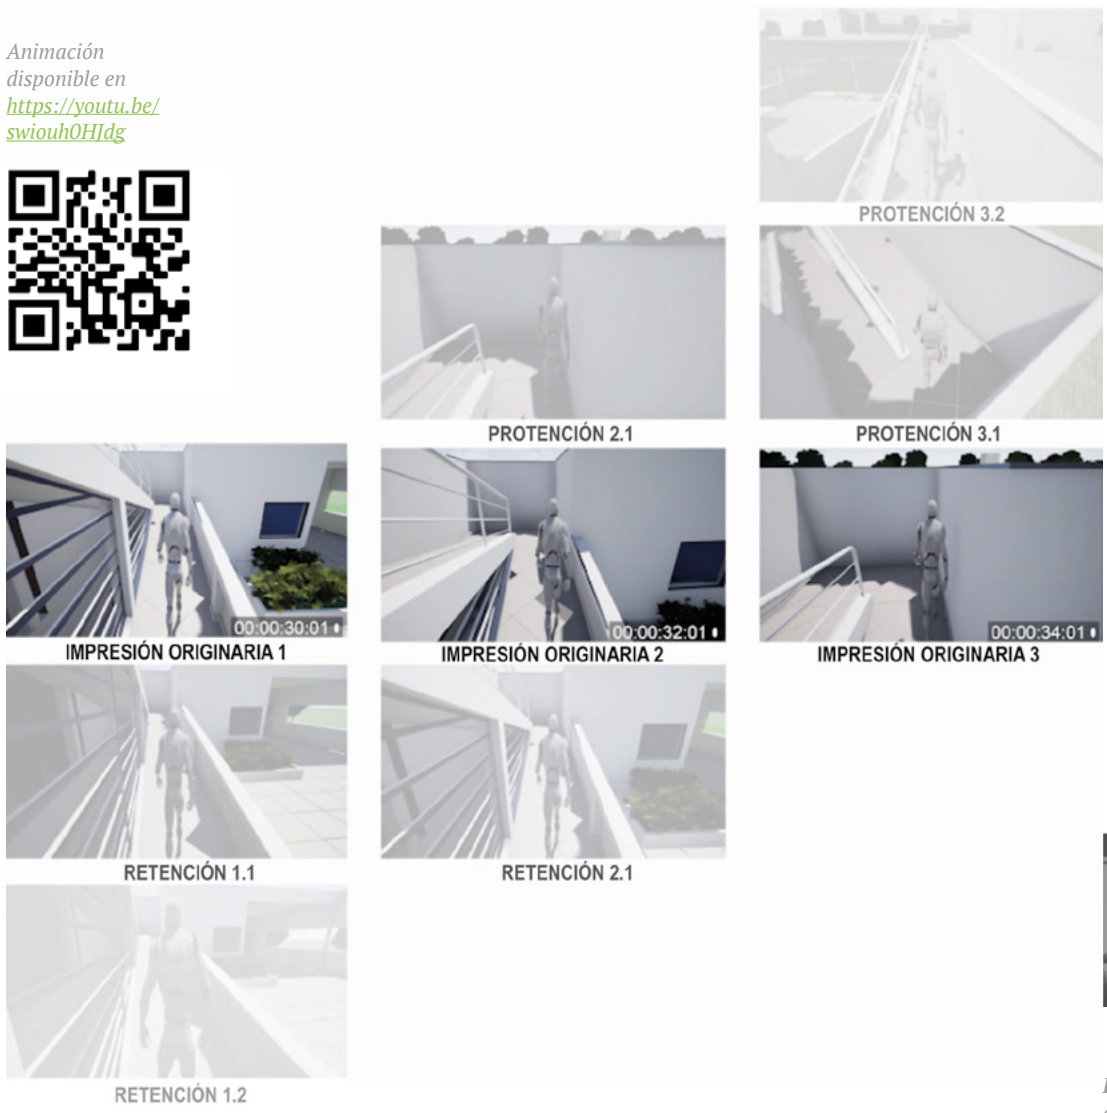 Animación
disponible en
https://youtu.be/
swiouh0HJdg
PROTENCIÓN 3.2
PROTENCIÓN 2.1
PROTENCIÓN 3.1
00:00:30:01
00:00:32:01
00:00:34:01
IMPRESIÓN ORIGINARIA 1
IMPRESIÓN ORIGINARIA 2
IMPRESIÓN ORIGINARIA 3
RETENCIÓN 1.1
RETENCIÓN 2.1
RETENCIÓN 1.2